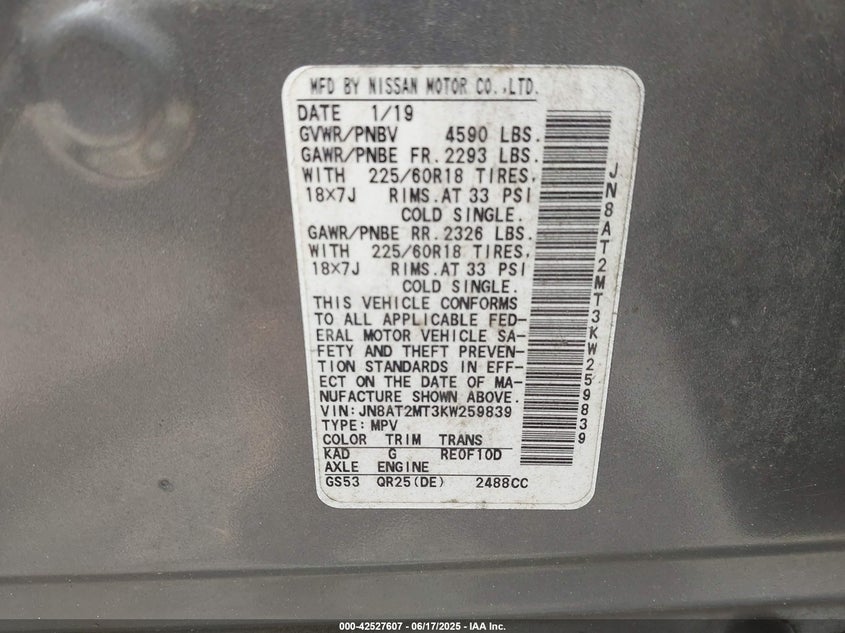 MFD BY NISSAN MOTOR CO.,LTD.
DATE 1/19
GVWR/PNBV 4590 LBS.
GAWR/PNBE FR. 2293 LBS.
WITH 225/60R18 TIRES,
18×7J RIMS.AT 33 PSI
COLD SINGLE.
GAWR/PNBE RR. 2326 LBS.
WITH 225/60R18 TIRES,
18×7J RIMS.AT 33 PSI
COLD SINGLE.
THIS VEHICLE CONFORMS
TO ALL APPLICABLE FED-
ERAL MOTOR VEHICLE SA-
FETY AND THEFT PREVEN-
TION STANDARDS IN EFF-
ECT ON THE DATE OF MA-
NUFACTURE SHOWN ABOVE.
VIN:JN8AT2MT3KW259839
TYPE:MPV
COLOR TRIM TRANS
KAD G RE0F10D
AXLE ENGINE
GS53 QR25(DE) 2488CC
JN8AT2MT3KW259839
000-42527607 - 06/17/2025 - IAA Inc.